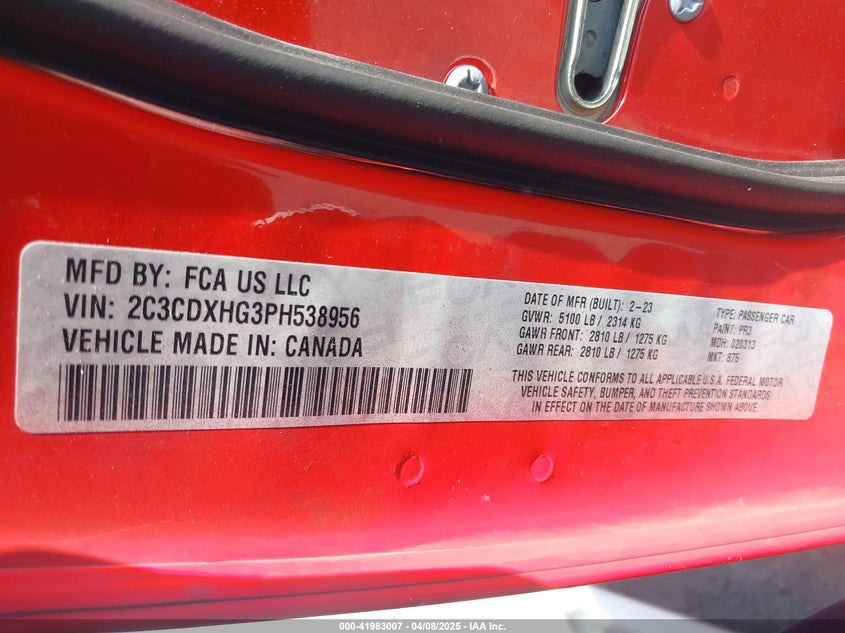 MFD BY: FCA US LLC
VIN: 2C3CDXHG3PH538956
VEHICLE MADE IN: CANADA
DATE OF MFR (BUILT): 2-23
GVWR: 5100 LB / 2314 KG
GAWR FRONT: 2810 LB / 1275 KG
GAWR REAR: 2810 LB / 1275 KG
TYPE: PASSENGER CAR
PAINT: PR3
MDH: 020313
MKT: 875
THIS VEHICLE CONFORMS TO ALL APPLICABLE U.S.A. FEDERAL MOTOR
VEHICLE SAFETY, BUMPER, AND THEFT PREVENTION STANDARDS
IN EFFECT ON THE DATE OF MANUFACTURE SHOWN ABOVE.
000-41983007 - 04/08/2025 - IAA Inc.